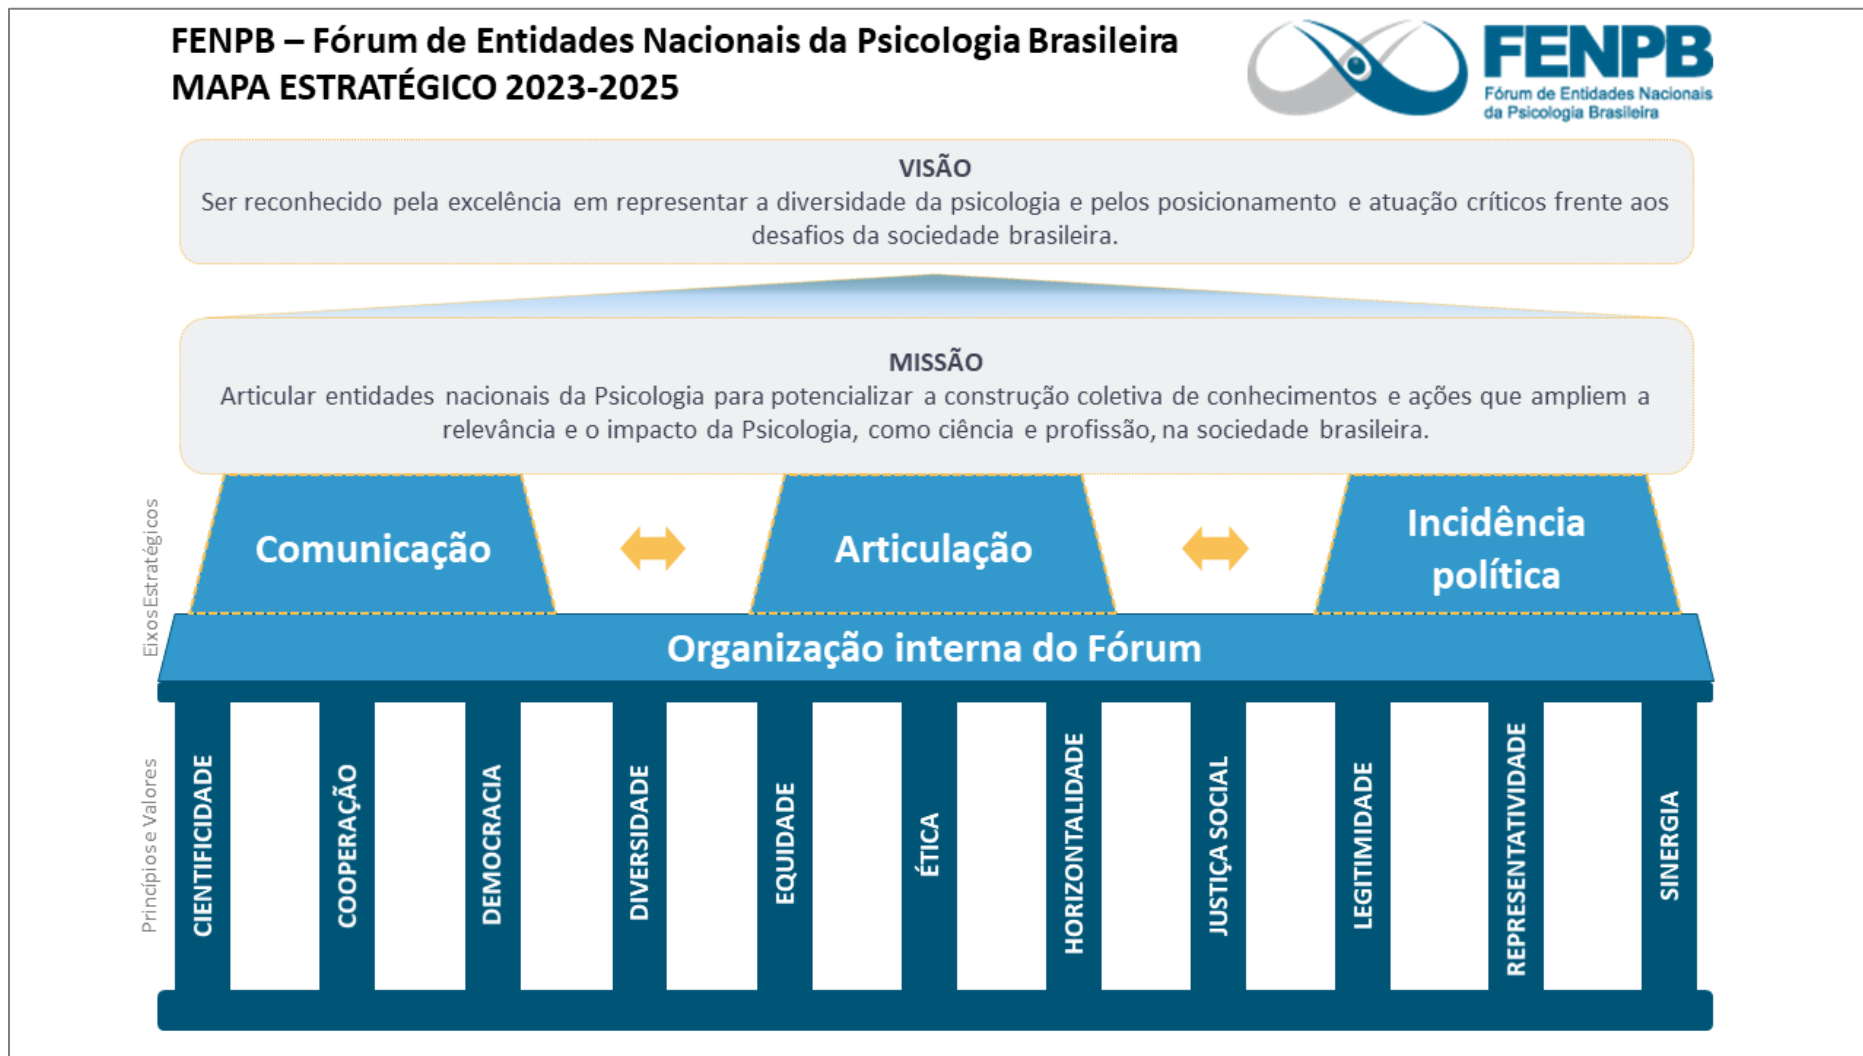 FENPB – Fórum de Entidades Nacionais da Psicologia Brasileira
MAPA ESTRATÉGICO 2023-2025
FENPB
Fórum de Entidades Nacionais
da Psicologia Brasileira
VISÃO
Ser reconhecido pela excelência em representar a diversidade da psicologia e pelos posicionamento e atuação críticos frente aos
desafios da sociedade brasileira.
MISSÃO
Articular entidades nacionais da Psicologia para potencializar a construção coletiva de conhecimentos e ações que ampliem a
relevância e o impacto da Psicologia, como ciência e profissão, na sociedade brasileira.
Eixos Estratégicos
Comunicação
Articulação
Incidência
política
Organização interna do Fórum
Princípios e Valores
CIENTIFICIDADE
COOPERAÇÃO
DEMOCRACIA
DIVERSIDADE
EQUIDADE
ÉTICA
HORIZONTALIDADE
JUSTIÇA SOCIAL
LEGITIMIDADE
REPRESENTATIVIDADE
SINERGIA